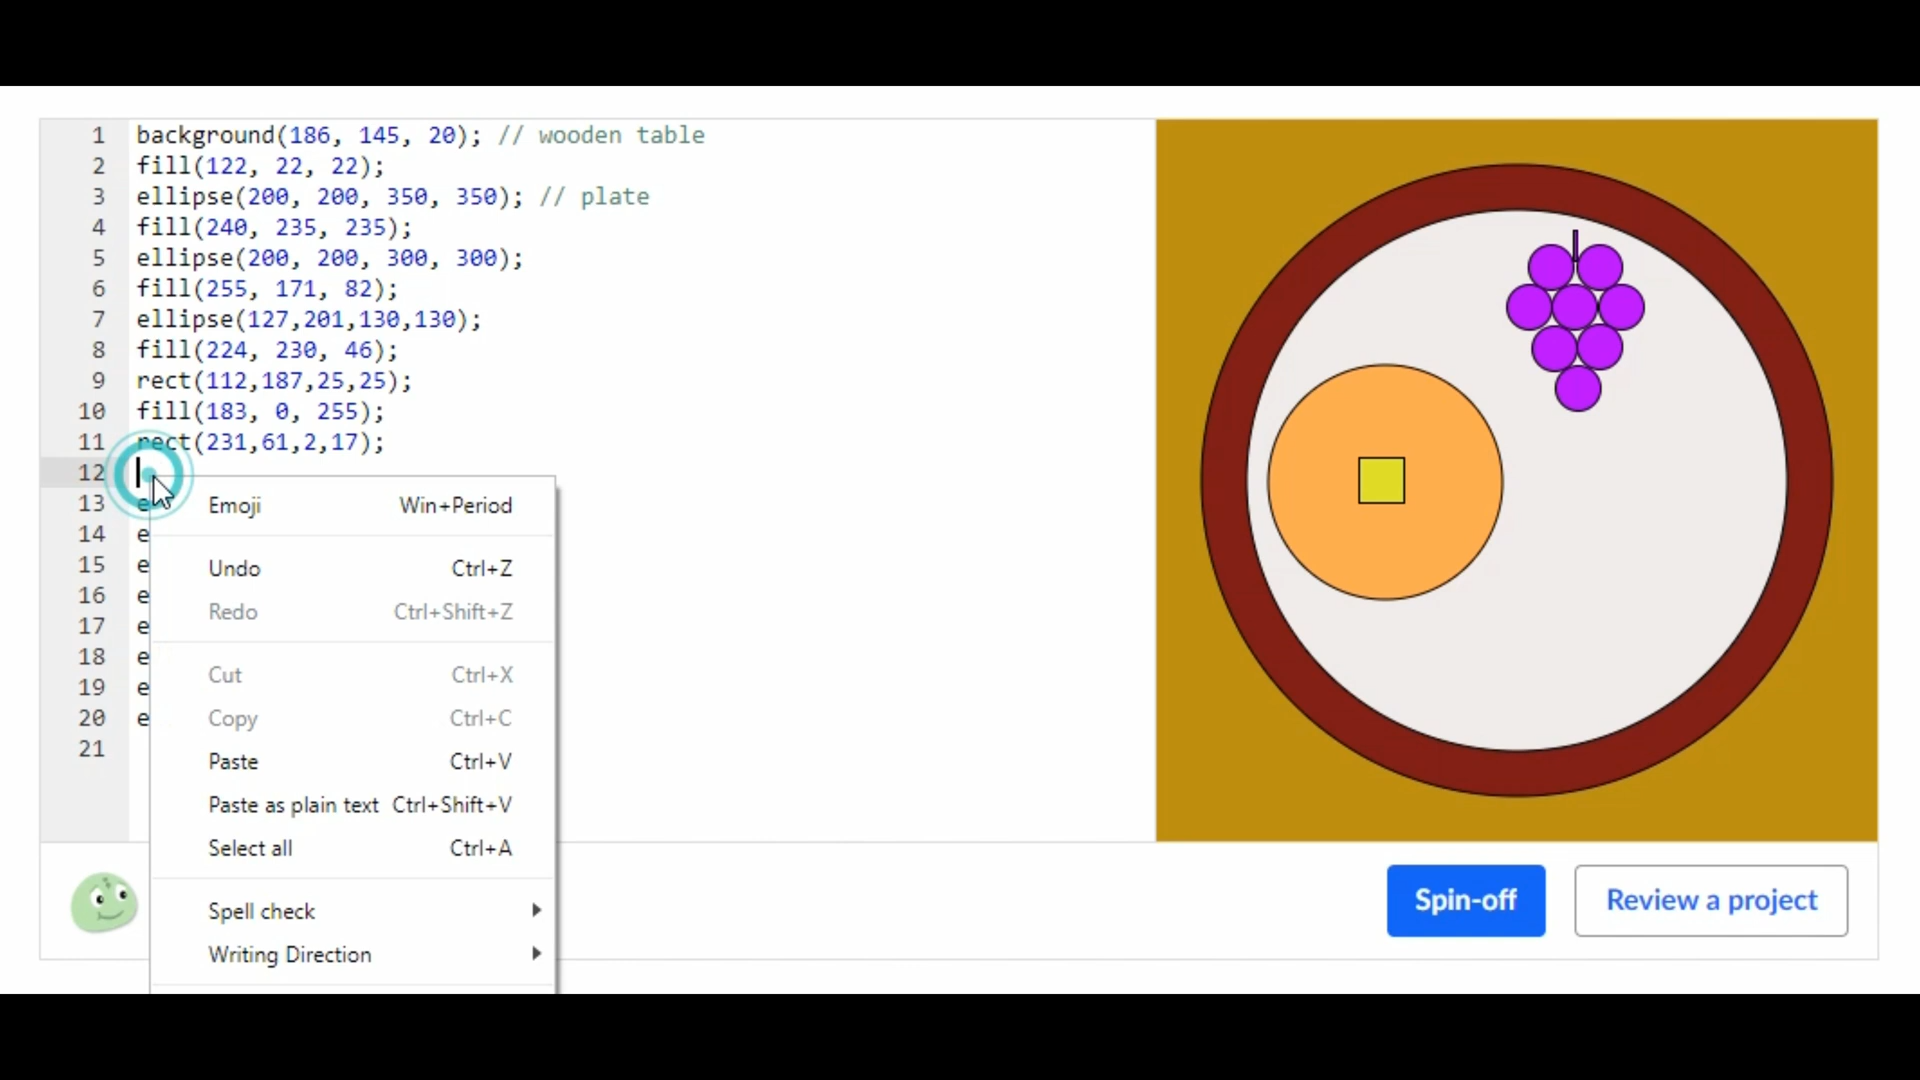 1 background(186, 145, 20); // wooden table
2 fill(122, 22, 22);
3 ellipse(200, 200, 350, 350); // plate
4 fill(240, 235, 235);
5 ellipse(200, 200, 300, 300);
6 fill(255, 171, 82);
7 ellipse(127,201,130,130);
8 fill(224, 230, 46);
9 rect(112,187,25,25);
10 fill(183, 0, 255);
11 rect(231,61,2,17);
12
13 e
14 e
15 e
16 e
17 e
18 e
19 e
20 e
21
Emoji Win+Period
Undo Ctrl+Z
Redo Ctrl+Shift+Z
Cut Ctrl+X
Copy Ctrl+C
Paste Ctrl+V
Paste as plain text Ctrl+Shift+V
Select all Ctrl+A
Spell check
Writing Direction
Spin-off
Review a project